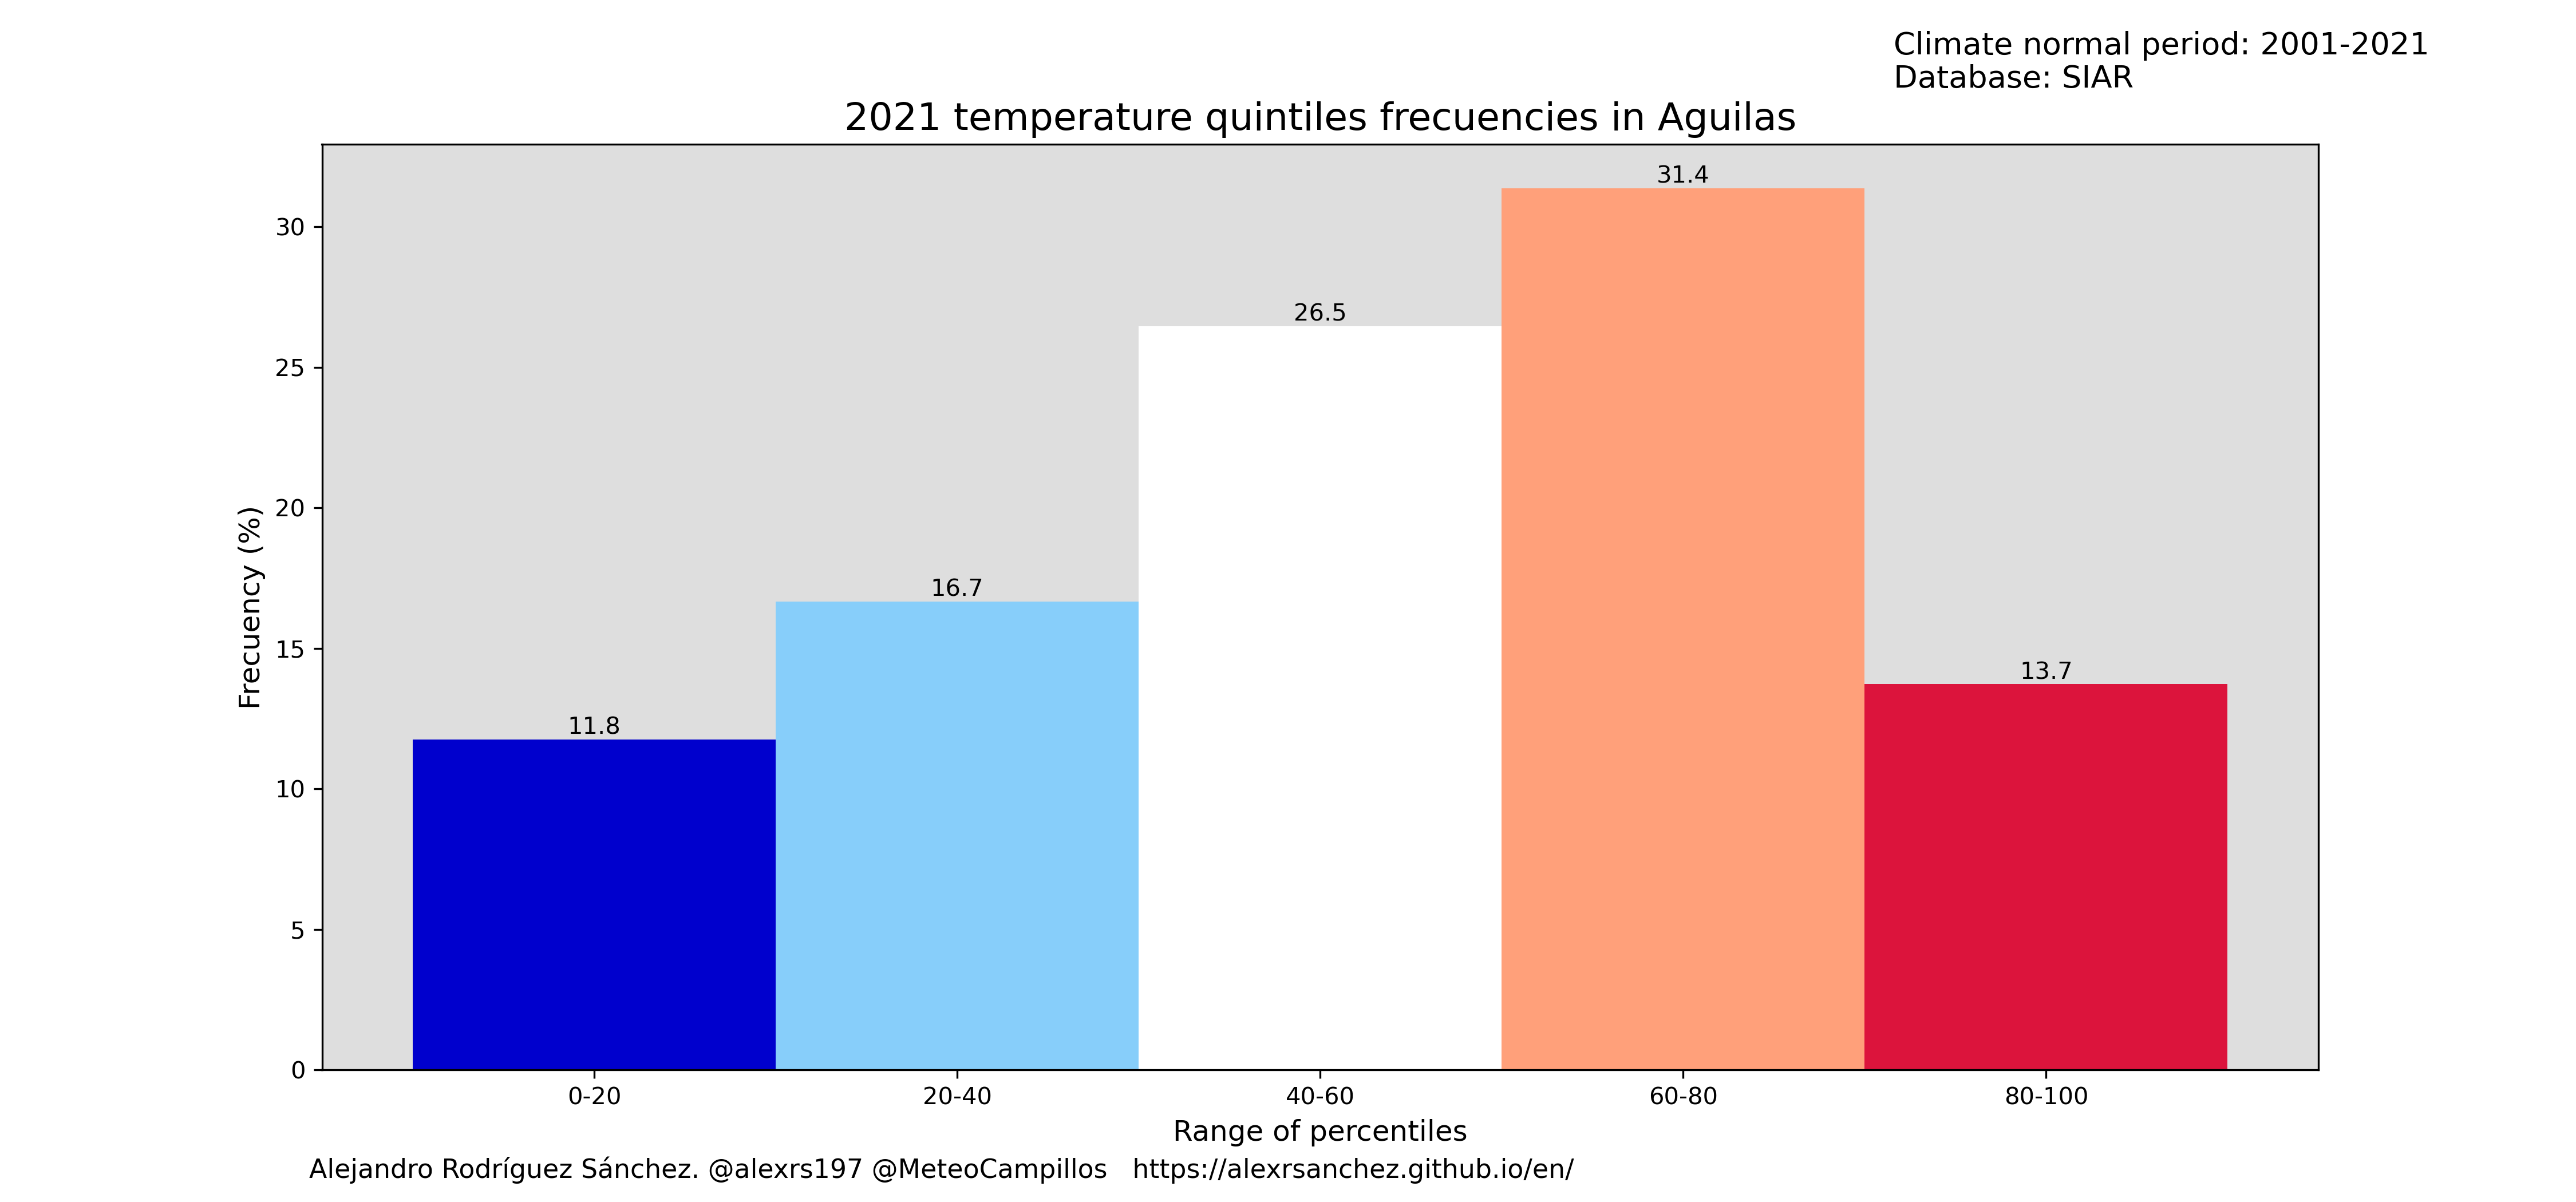 Climate normal period: 2001-2021
Database: SIAR
2021 temperature quintiles frecuencies in Aguilas
Frecuency (%)
30
25
20
15
10
5
0
11.8
16.7
26.5
31.4
13.7
0-20
20-40
40-60
60-80
80-100
Range of percentiles
Alejandro Rodríguez Sánchez. @alexrs197 @MeteoCampillos   https://alexrsanchez.github.io/en/